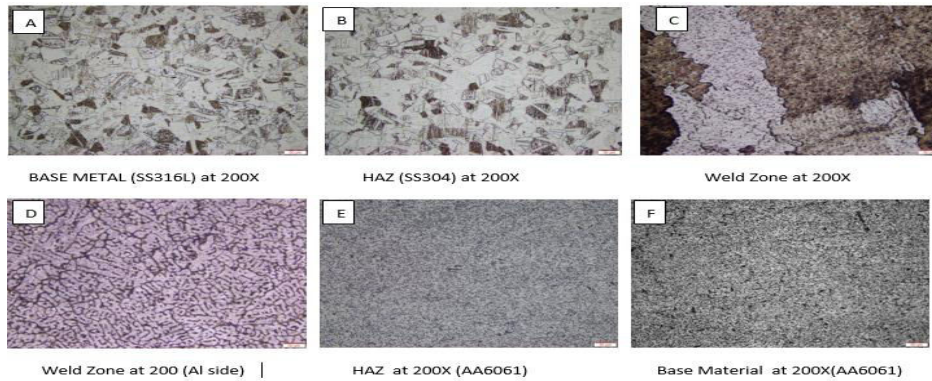 A
B
C
BASE METAL (SS316L) at 200X
HAZ (SS304) at 200X
Weld Zone at 200X
D
E
F
Weld Zone at 200 (Al side)
HAZ at 200X (AA6061)
Base Material at 200X(AA6061)